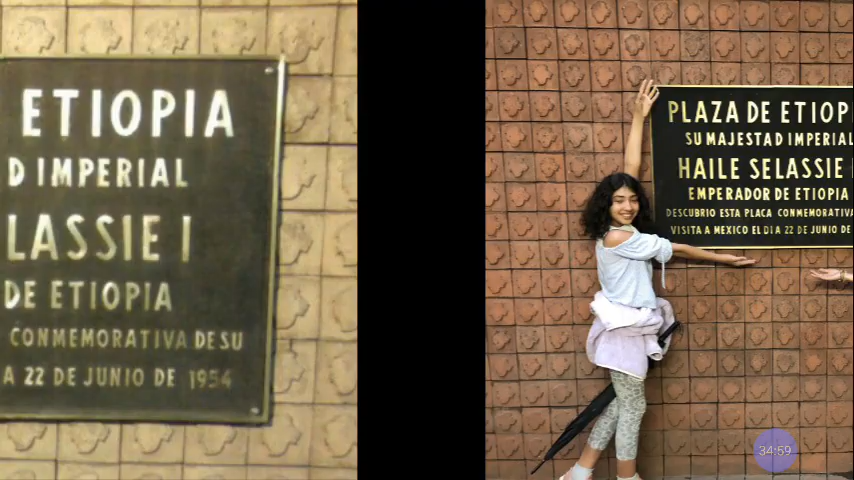 ETIOPIA
D IMPERIAL
LASSIE I
DE ETIOPIA
CONMEMORATIVA DE SU
A 22 DE JUNIO DE 1954
PLAZA DE ETIOP
SU MAJESTAD IMPERIAL
HAILE SELASSIE I
EMPERADOR DE ETIOPIA
DESCUBRIO ESTA PLACA CONMEMORATIVA
VISITA A MEXICO EL DIA 22 DE JUNIO DE
34:59